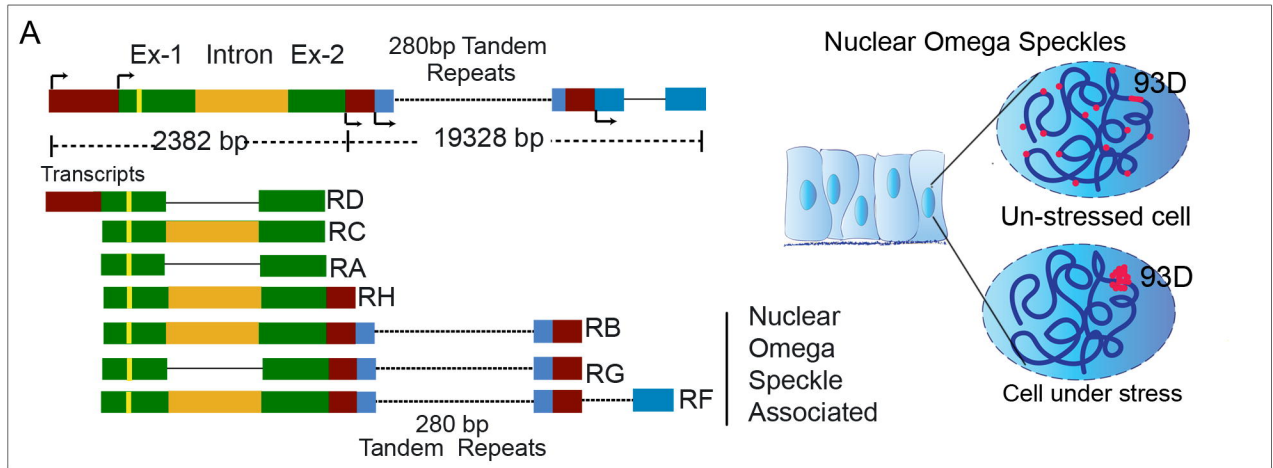 A
Ex-1 Intron Ex-2
280bp Tandem
Repeats
2382 bp
19328 bp
Transcripts
RD
RC
RA
RH
RB
RG
RF
280 bp
Tandem Repeats
Nuclear
Omega
Speckle
Associated
Nuclear Omega Speckles
93D
Un-stressed cell
93D
Cell under stress